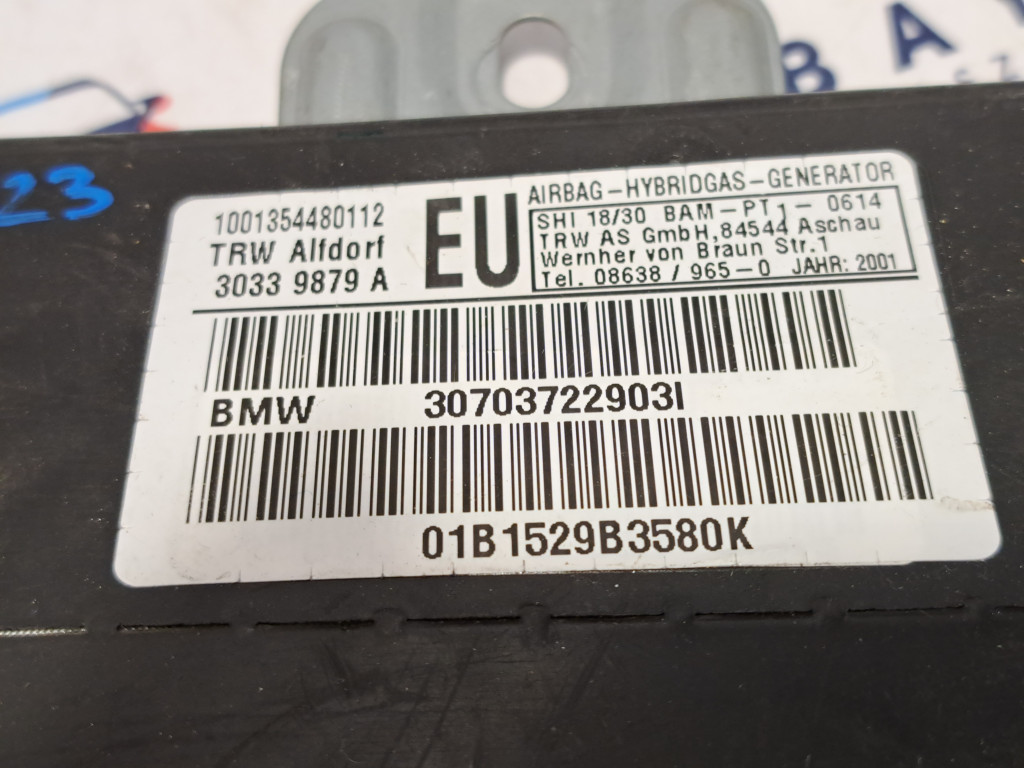 B A Y
S Z
23
1001354480112
TRW Alfdorf
3033 9879 A
EU
AIRBAG-HYBRIDGAS-GENERATOR
SHI 18/30 BAM-PT1-0614
TRW AS GmbH,84544 Aschau
Wernher von Braun Str.1
Tel. 08638 / 965-0 JAHR: 2001
BMW 30703722903I
01B1529B3580K